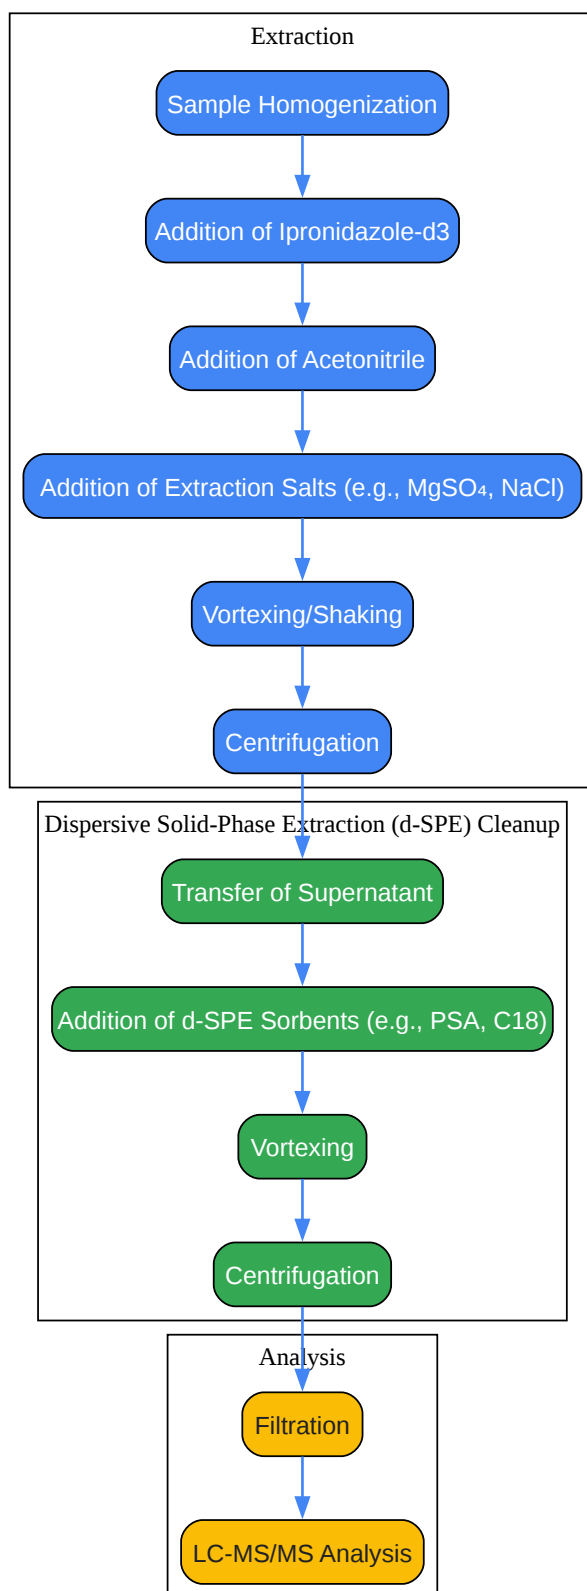 Extraction
Sample Homogenization
Addition of Ipronidazole-d3
Addition of Acetonitrile
Addition of Extraction Salts (e.g., MgSO₄, NaCl)
Vortexing/Shaking
Centrifugation
Dispersive Solid-Phase Extraction (d-SPE) Cleanup
Transfer of Supernatant
Addition of d-SPE Sorbents (e.g., PSA, C18)
Vortexing
Centrifugation
Analysis
Filtration
LC-MS/MS Analysis